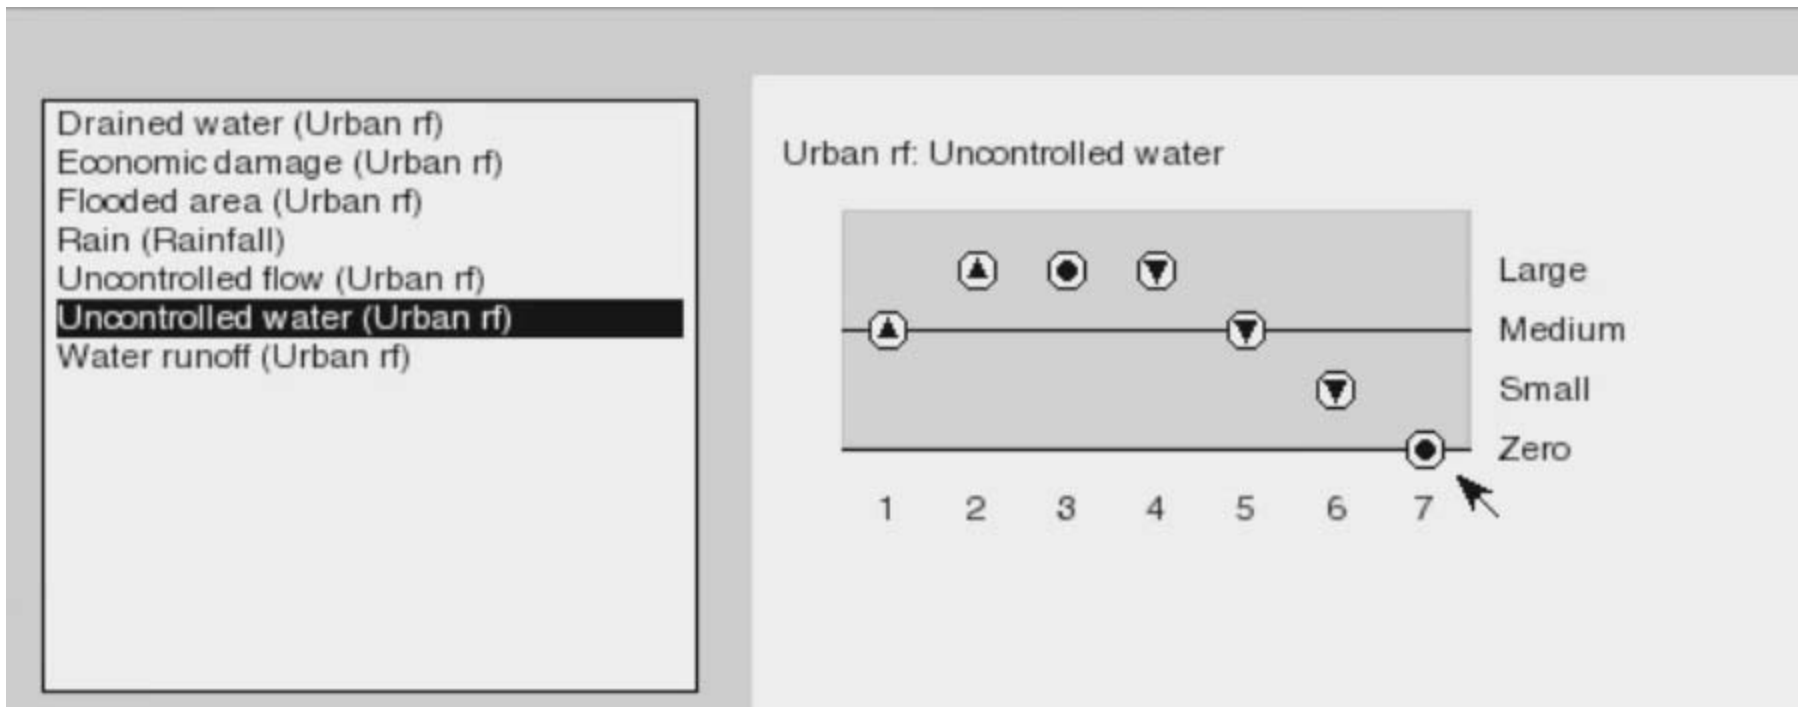 Drained water (Urban rf)
Economic damage (Urban rf)
Flooded area (Urban rf)
Rain (Rainfall)
Uncontrolled flow (Urban rf)
Uncontrolled water (Urban rf)
Water runoff (Urban rf)
Urban rf: Uncontrolled water
Large
Medium
Small
Zero
1 2 3 4 5 6 7